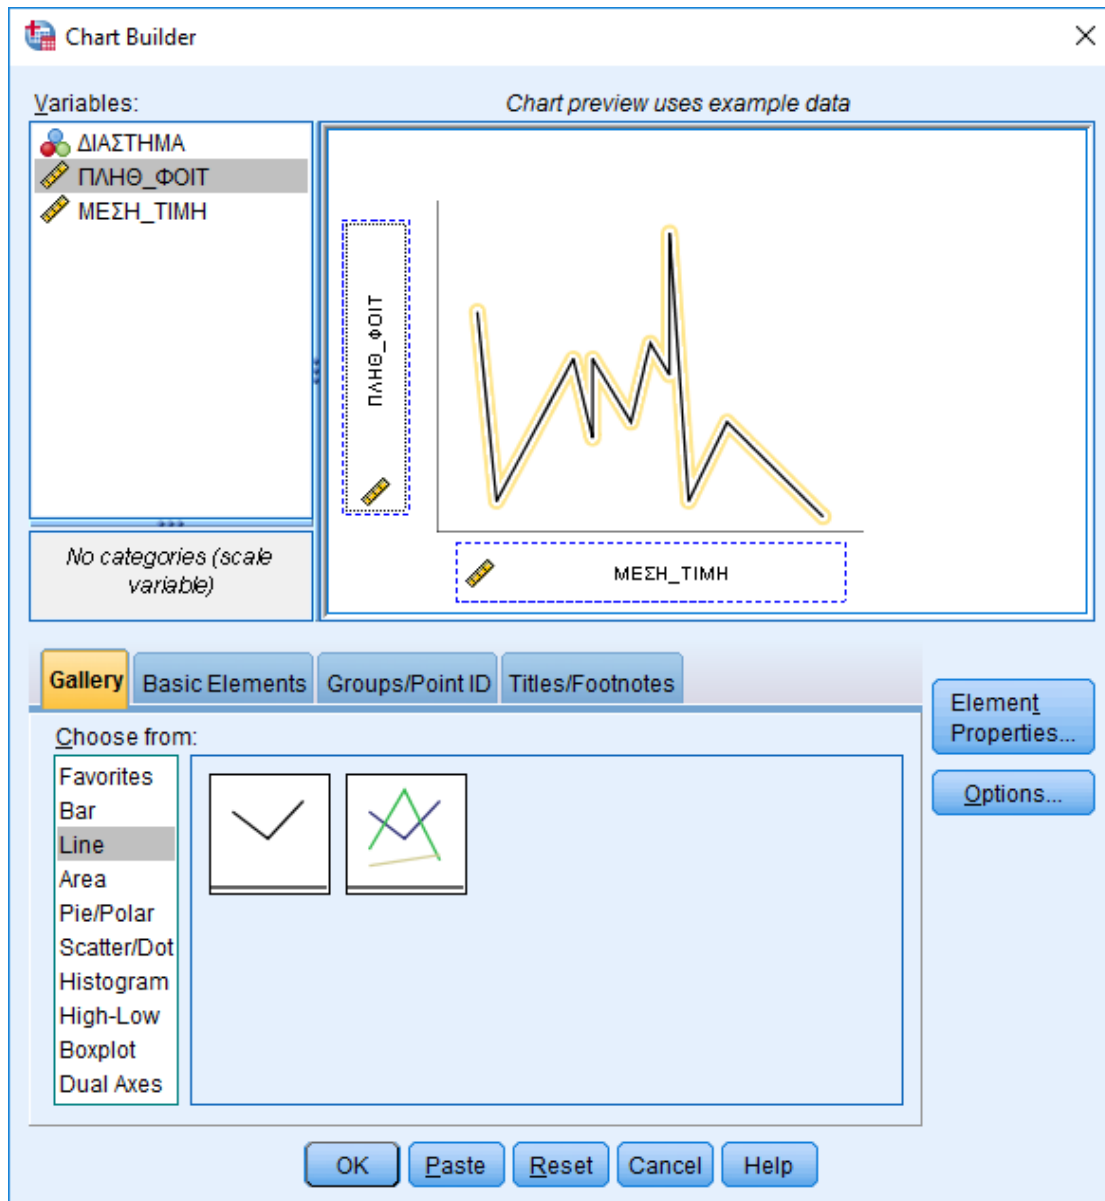 Chart Builder
Variables:
Chart preview uses example data
ΔΙΑΣΤΗΜΑ
ΠΛΗΘ_ΦΟΙΤ
ΜΕΣΗ_ΤΙΜΗ
ΠΛΗΘ_ΦΟΙΤ
ΜΕΣΗ_ΤΙΜΗ
No categories (scale
variable)
Gallery
Basic Elements
Groups/Point ID
Titles/Footnotes
Element
Properties...
Options...
Choose from:
Favorites
Bar
Line
Area
Pie/Polar
Scatter/Dot
Histogram
High-Low
Boxplot
Dual Axes
OK
Paste
Reset
Cancel
Help